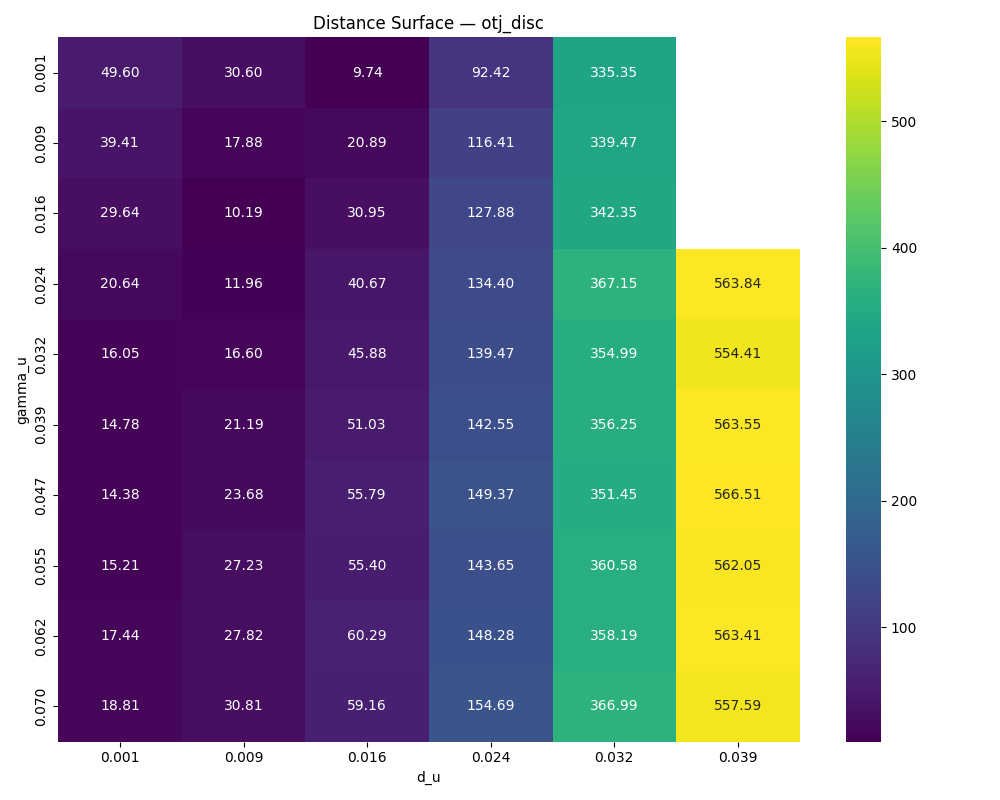 Distance Surface — otj_disc
0.001 49.60 30.60 9.74 92.42 335.35
0.009 39.41 17.88 20.89 116.41 339.47
0.016 29.64 10.19 30.95 127.88 342.35
0.024 20.64 11.96 40.67 134.40 367.15 563.84
0.032 16.05 16.60 45.88 139.47 354.99 554.41
0.039 14.78 21.19 51.03 142.55 356.25 563.55
0.047 14.38 23.68 55.79 149.37 351.45 566.51
0.055 15.21 27.23 55.40 143.65 360.58 562.05
0.062 17.44 27.82 60.29 148.28 358.19 563.41
0.070 18.81 30.81 59.16 154.69 366.99 557.59
0.001 0.009 0.016 0.024 0.032 0.039
d_u
gamma_u
500
400
300
200
100